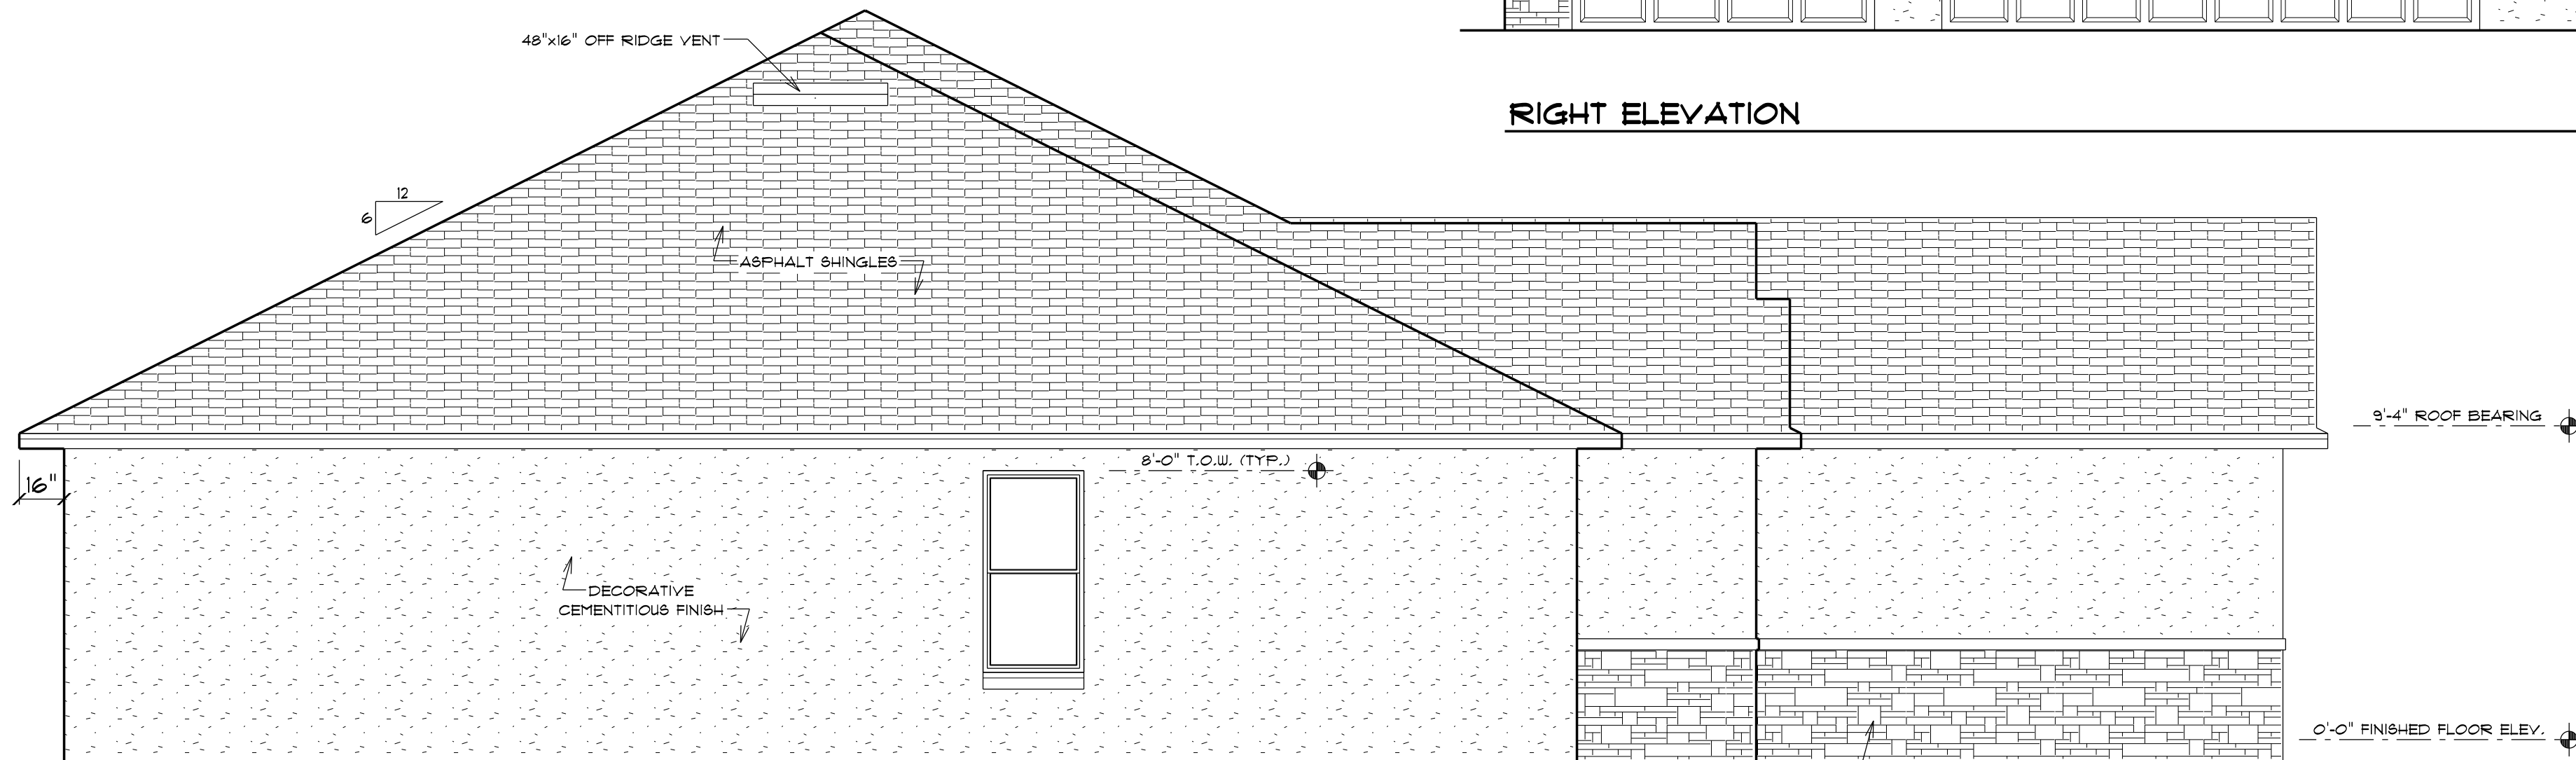 48"x16" OFF RIDGE VENT
RIGHT ELEVATION
12
6
ASPHALT SHINGLES
9'-4" ROOF BEARING
8'-0" T.O.W. (TYP.)
16"
DECORATIVE
CEMENTITIOUS FINISH
0'-0" FINISHED FLOOR ELEV.